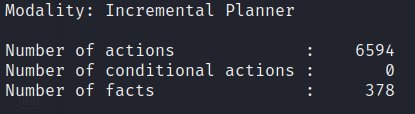 Modality: Incremental Planner
Number of actions : 6594
Number of conditional actions : 0
Number of facts : 378